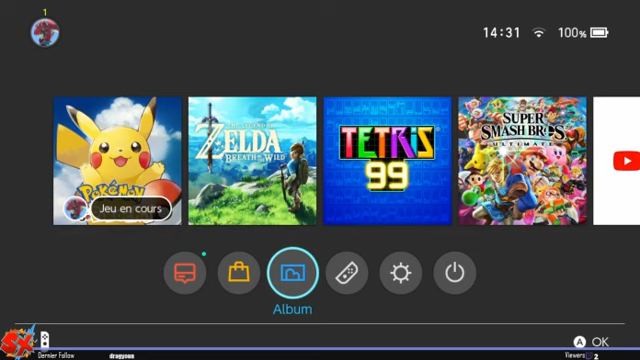 1
14:31
100%
POKÉMON
Jeu en cours
THE LEGEND OF
ZELDA
BREATH OF THE WILD
TETRIS
99
SUPER
SMASH BROS.
ULTIMATE
Album
SX
A OK
Dernier Follow
dragyous
Viewers
2